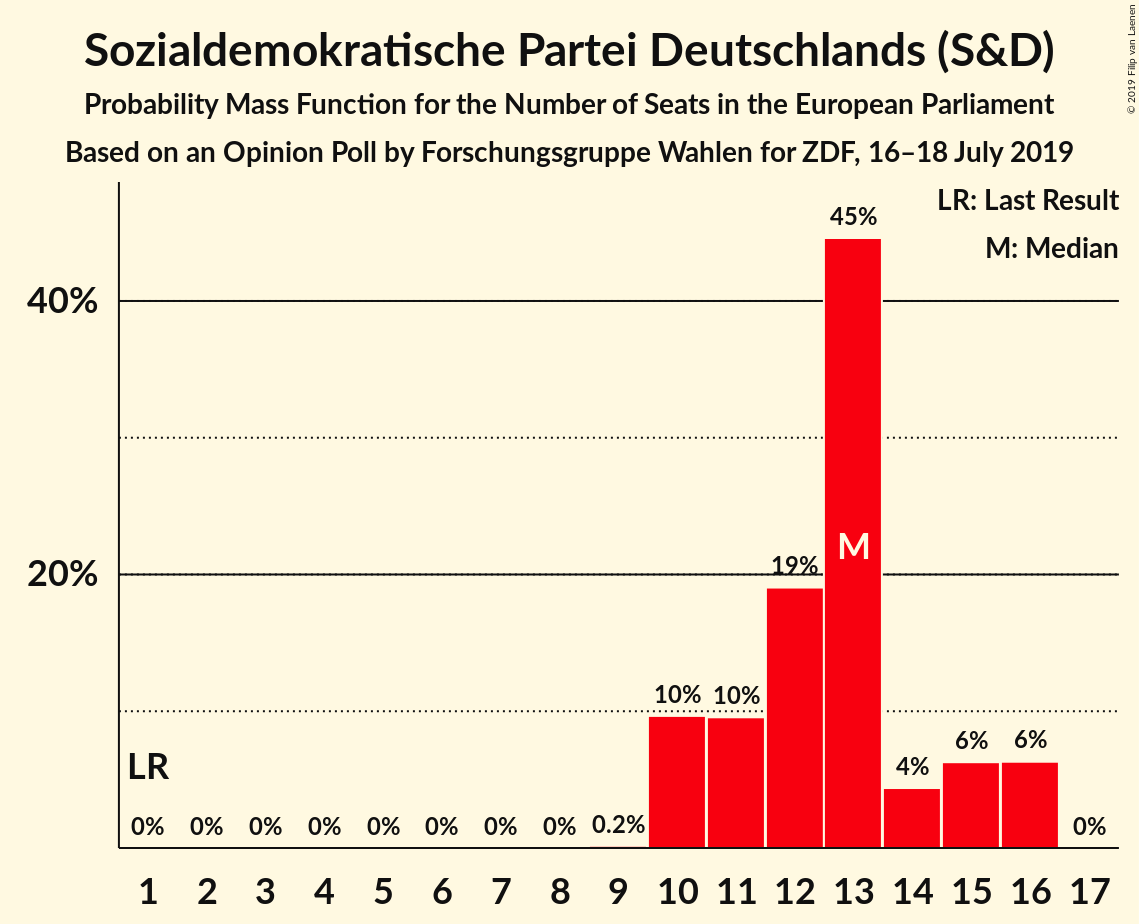 Sozialdemokratische Partei Deutschlands (S&D)
Probability Mass Function for the Number of Seats in the European Parliament
Based on an Opinion Poll by Forschungsgruppe Wahlen for ZDF, 16–18 July 2019
© 2019 Filip van Laenen
LR: Last Result
M: Median
45%
40%
M
20%
19%
10% 10%
6% 6%
4%
LR
0% 0% 0% 0% 0% 0% 0% 0% 0.2% 0%
1 2 3 4 5 6 7 8 9 10 11 12 13 14 15 16 17